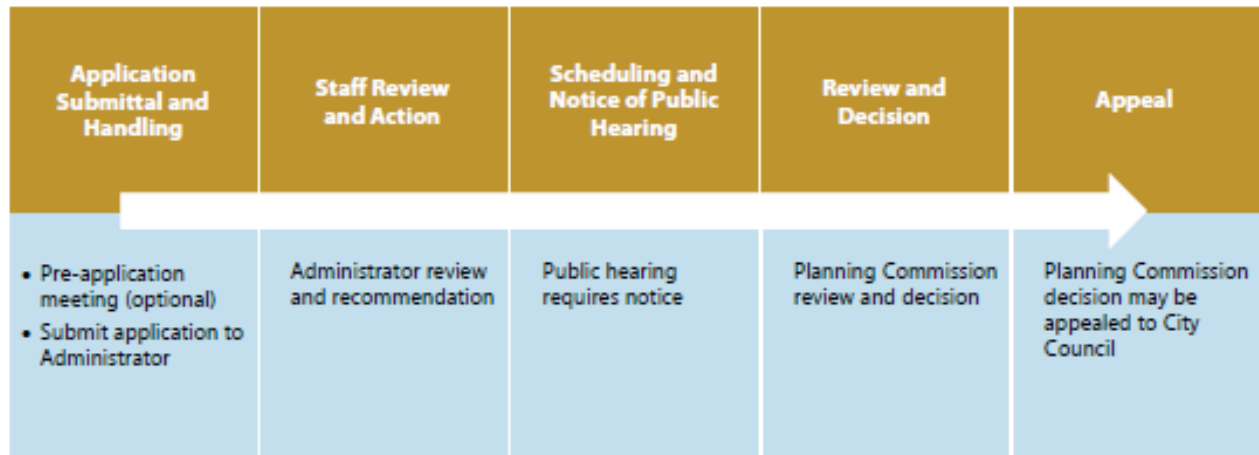 Application
Submittal and
Handling
Staff Review
and Action
Scheduling and
Notice of Public
Hearing
Review and
Decision
Appeal
• Pre-application
meeting (optional)
• Submit application to
Administrator
Administrator review
and recommendation
Public hearing
requires notice
Planning Commission
review and decision
Planning Commission
decision may be
appealed to City
Council